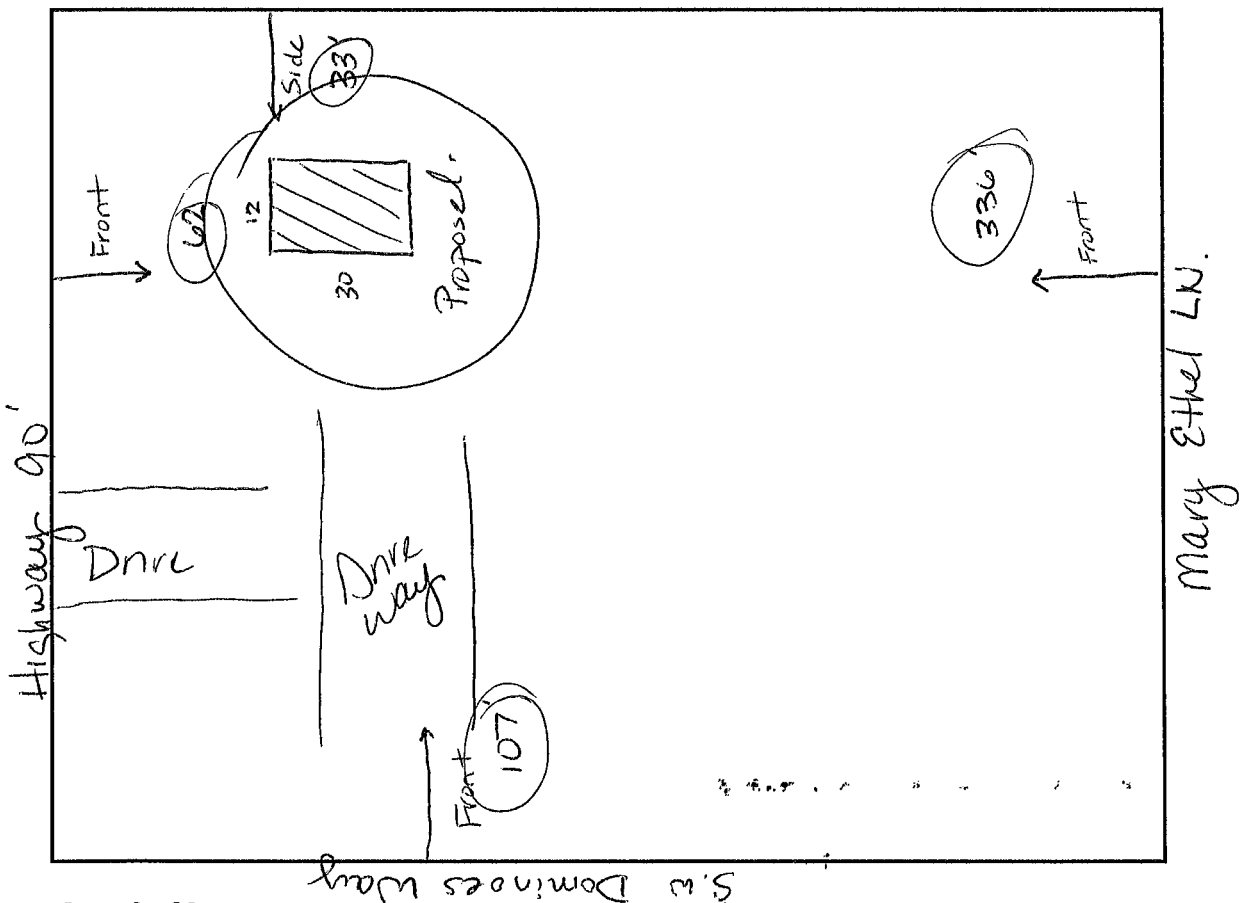 Highway 90'
Front
Side
33'
62
12
30
Proposel.
Drive
Drive
way
Front
107'
336'
Front
Mary Ethel LN.
S.W Dominoes Way